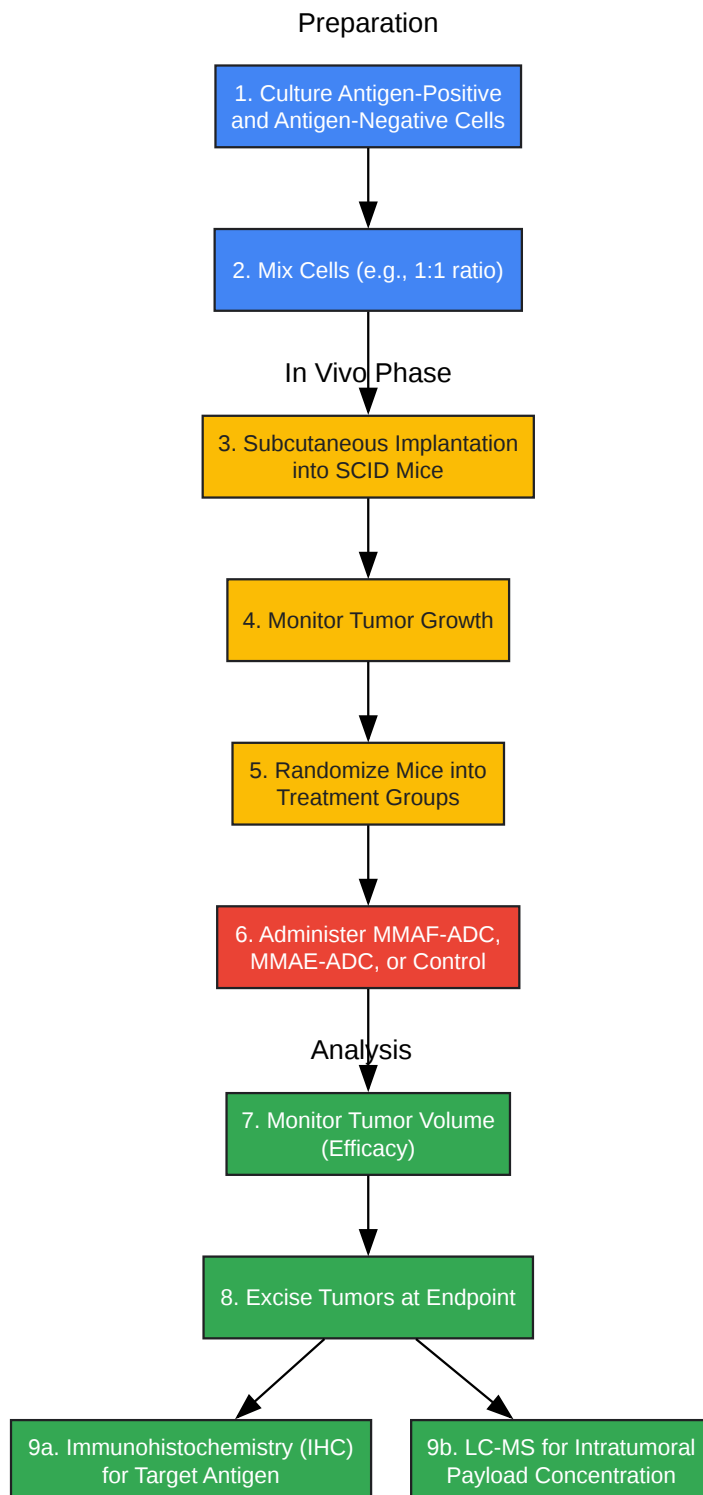 Preparation
1. Culture Antigen-Positive
and Antigen-Negative Cells
2. Mix Cells (e.g., 1:1 ratio)
In Vivo Phase
3. Subcutaneous Implantation
into SCID Mice
4. Monitor Tumor Growth
5. Randomize Mice into
Treatment Groups
6. Administer MMAF-ADC,
MMAE-ADC, or Control
Analysis
7. Monitor Tumor Volume
(Efficacy)
8. Excise Tumors at Endpoint
9a. Immunohistochemistry (IHC)
for Target Antigen
9b. LC-MS for Intratumoral
Payload Concentration